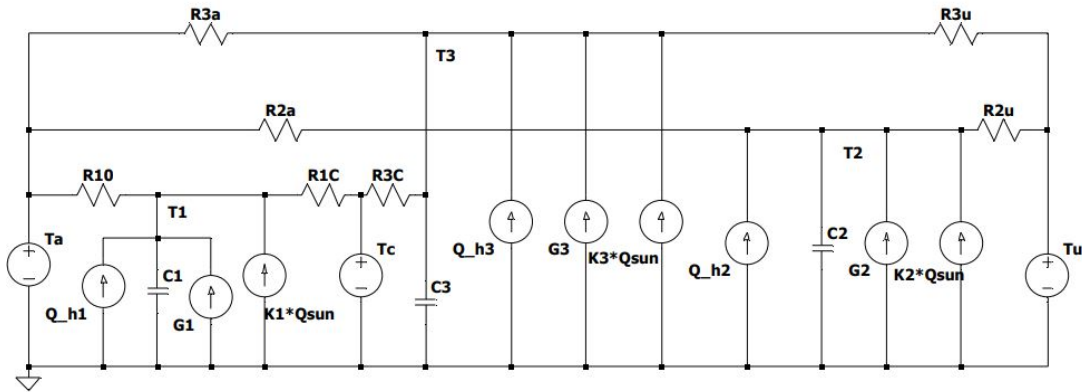 R3a
R3u
T3
R2a
R2u
T2
R10
R1C
R3C
T1
Ta
Tc
C1
C2
Tu
Q_h3
G3
K3*Qsun
Q_h2
G2
K2*Qsun
C3
Q_h1
G1
K1*Qsun